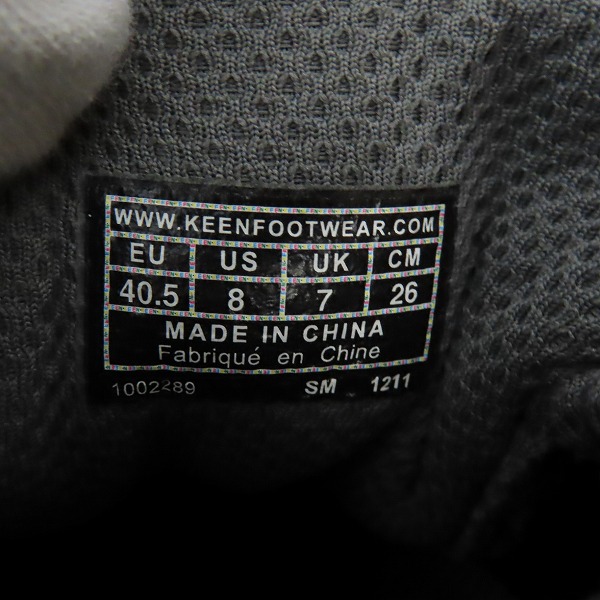 WWW.KEENFOOTWEAR.COM
EU US UK CM
40.5 8 7 26
MADE IN CHINA
Fabriqué en Chine
1002289 SM 1211